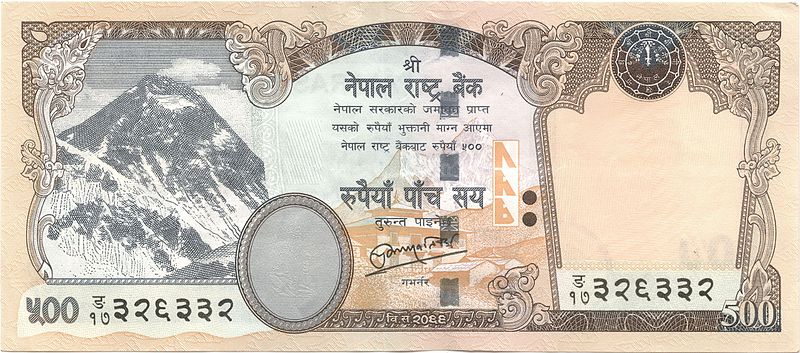 श्री
नेपाल राष्ट्र बैंक
नेपाल सरकारको जमानत प्राप्त
यसको रुपैयाँ भुक्तानी माग्न आएमा
नेपाल राष्ट्र बैंकबाट रुपैयाँ ५००
रुपैयाँ पाँच सय
तुरुन्त पाइनेछ
गभर्नर
५०० ङ/१७ ३२६३३२
ङ/१७ ३२६३३२
500
वि.सं. २०६६